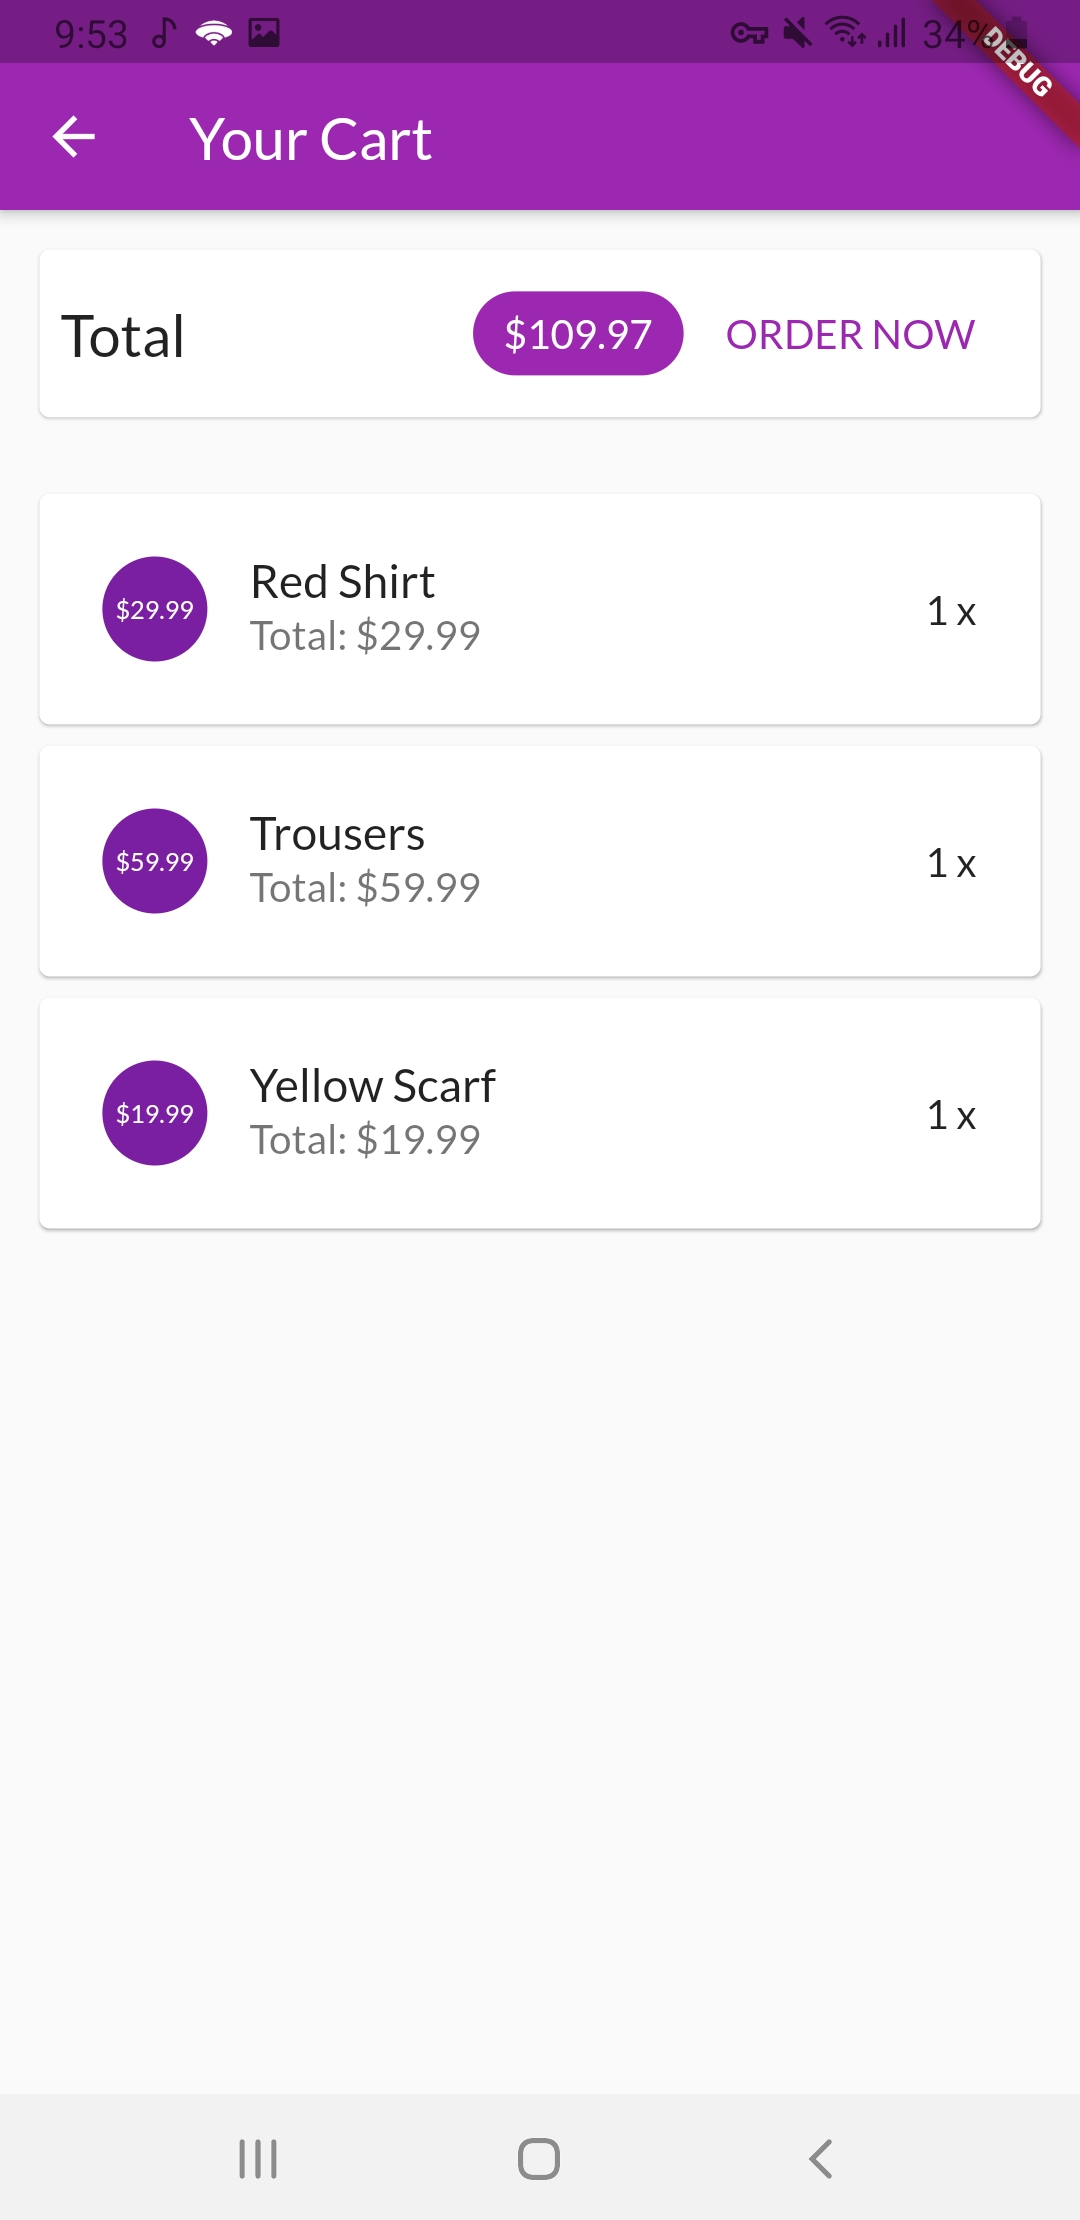 9:53
34%
DEBUG
Your Cart
Total $109.97 ORDER NOW
$29.99 Red Shirt 1 x
Total: $29.99
$59.99 Trousers 1 x
Total: $59.99
$19.99 Yellow Scarf 1 x
Total: $19.99